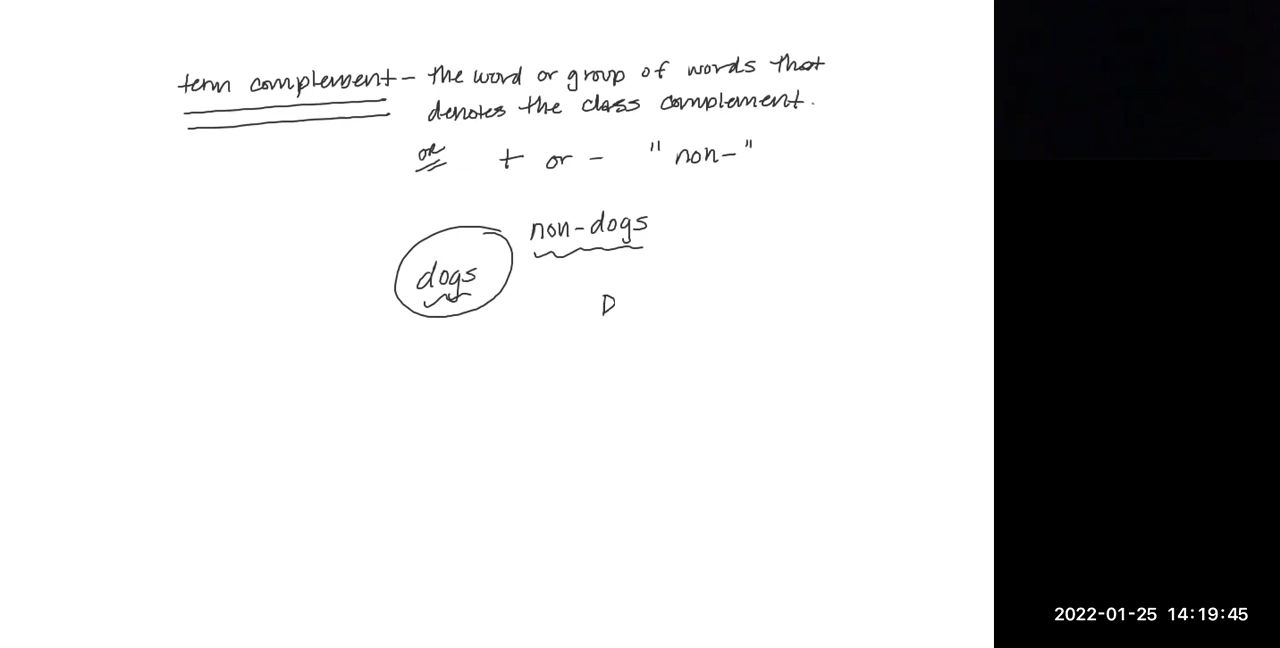 term complement - the word or group of words that
denotes the class complement.
OR + or - "non-"
non-dogs
dogs
D
2022-01-25 14:19:45